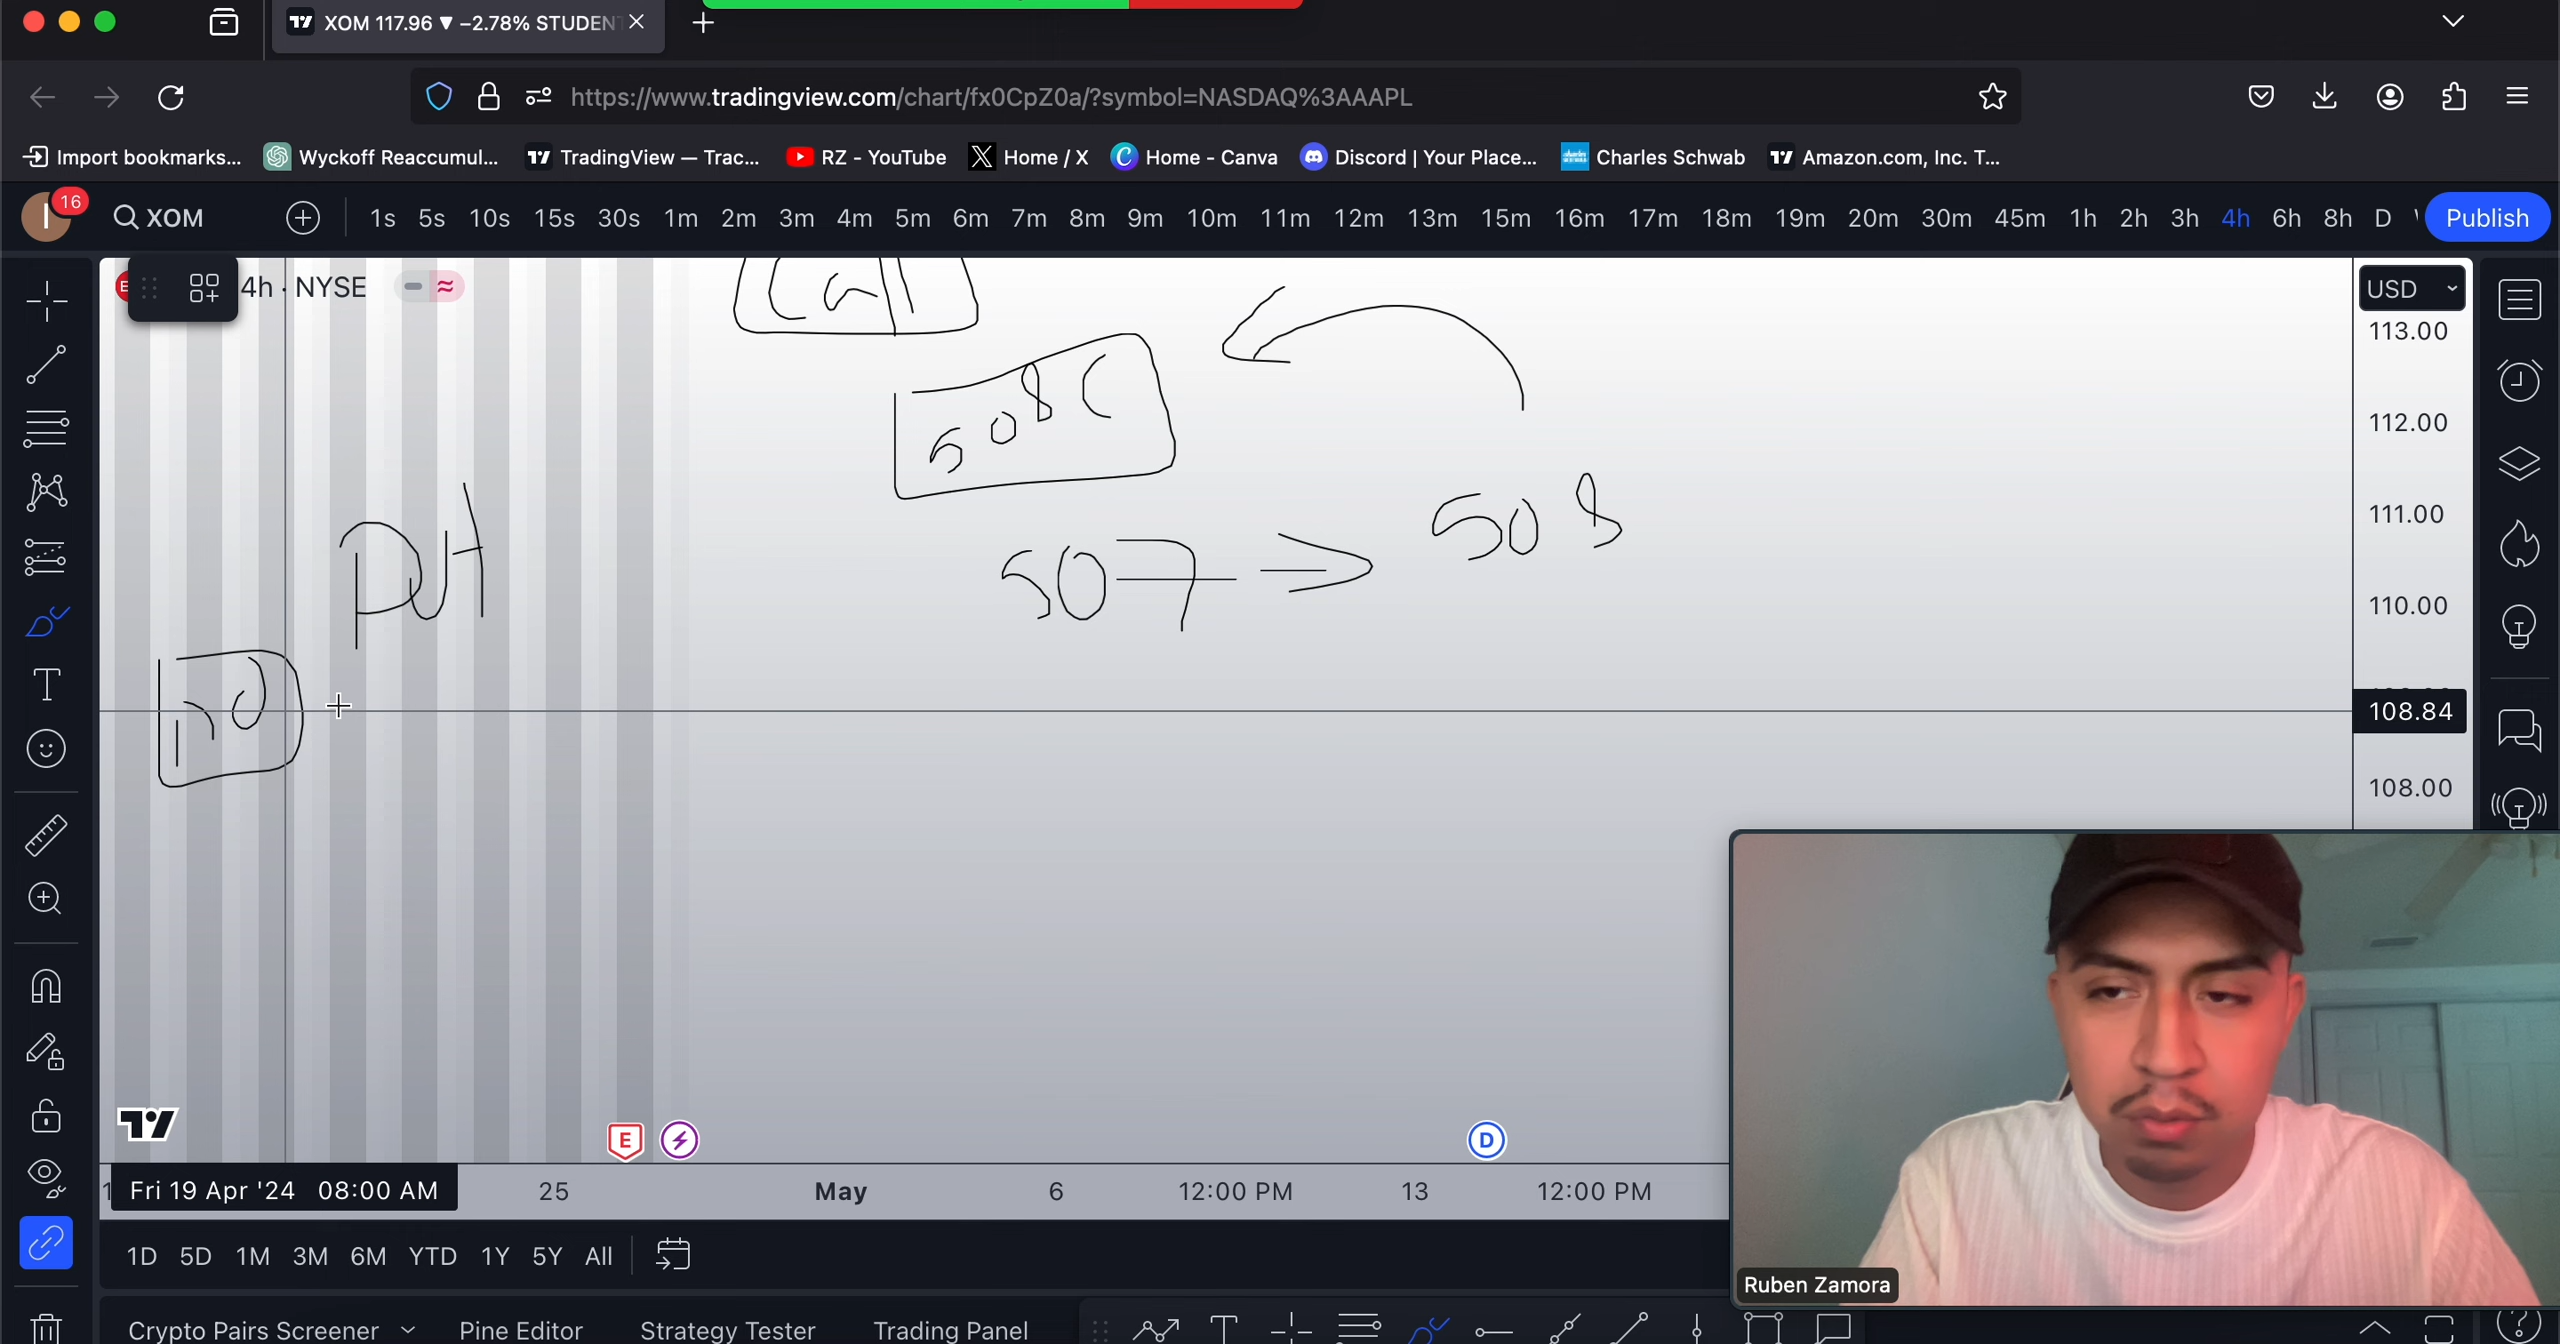 XOM 117.96 ▼ −2.78% STUDEN
https://www.tradingview.com/chart/fx0CpZ0a/?symbol=NASDAQ%3AAAPL
Import bookmarks... Wyckoff Reaccumul... TradingView — Trac... RZ - YouTube Home / X Home - Canva Discord | Your Place... Charles Schwab Amazon.com, Inc. T...
I 16 XOM 1s 5s 10s 15s 30s 1m 2m 3m 4m 5m 6m 7m 8m 9m 10m 11m 12m 13m 15m 16m 17m 18m 19m 20m 30m 45m 1h 2h 3h 4h 6h 8h D Publish
4h · NYSE
USD
Call
113.00
508C
112.00
508
111.00
Put
507
110.00
108.84
108.00
E D
Fri 19 Apr '24 08:00 AM 25 May 6 12:00 PM 13 12:00 PM
1D 5D 1M 3M 6M YTD 1Y 5Y All
Ruben Zamora
Crypto Pairs Screener Pine Editor Strategy Tester Trading Panel